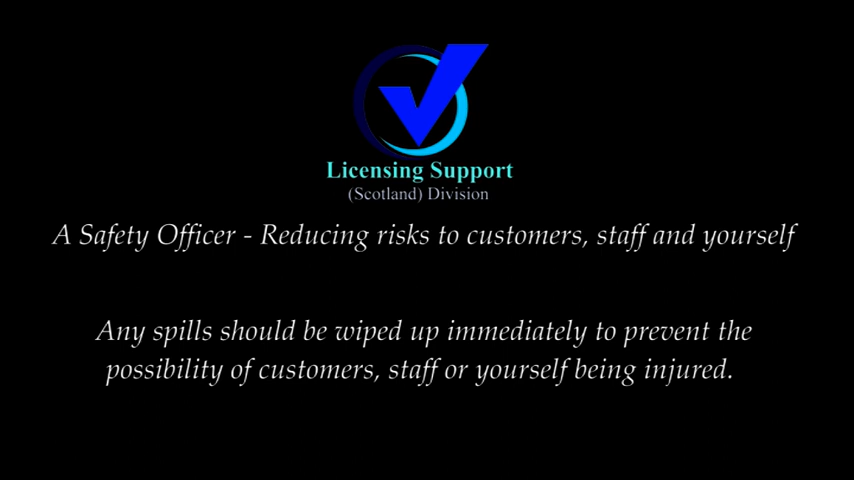 Licensing Support
(Scotland) Division
A Safety Officer - Reducing risks to customers, staff and yourself
Any spills should be wiped up immediately to prevent the
possibility of customers, staff or yourself being injured.